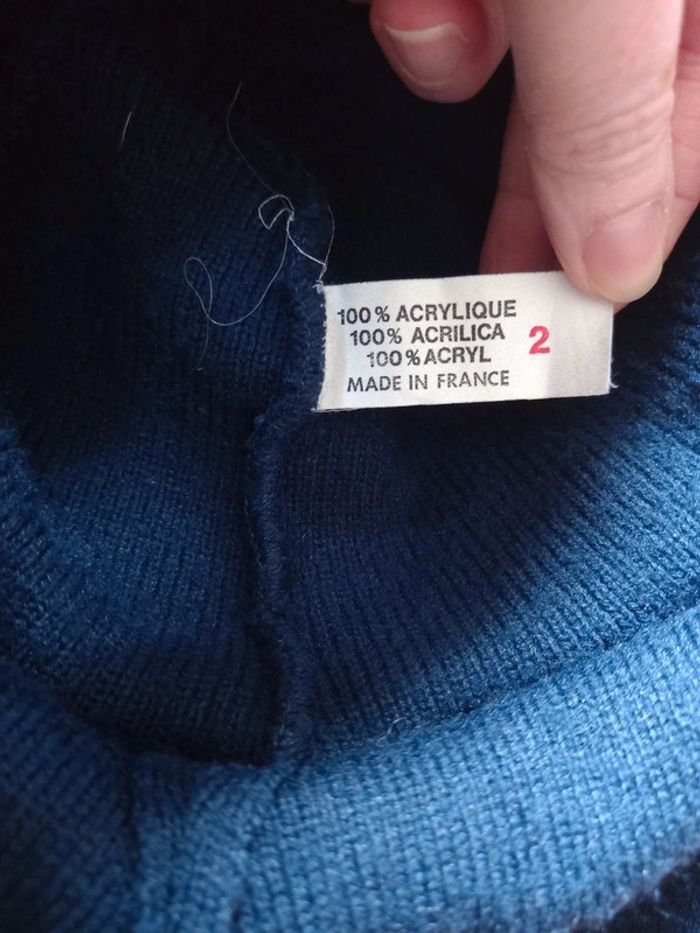 100% ACRYLIQUE
100% ACRILICA
100% ACRYL
MADE IN FRANCE
2